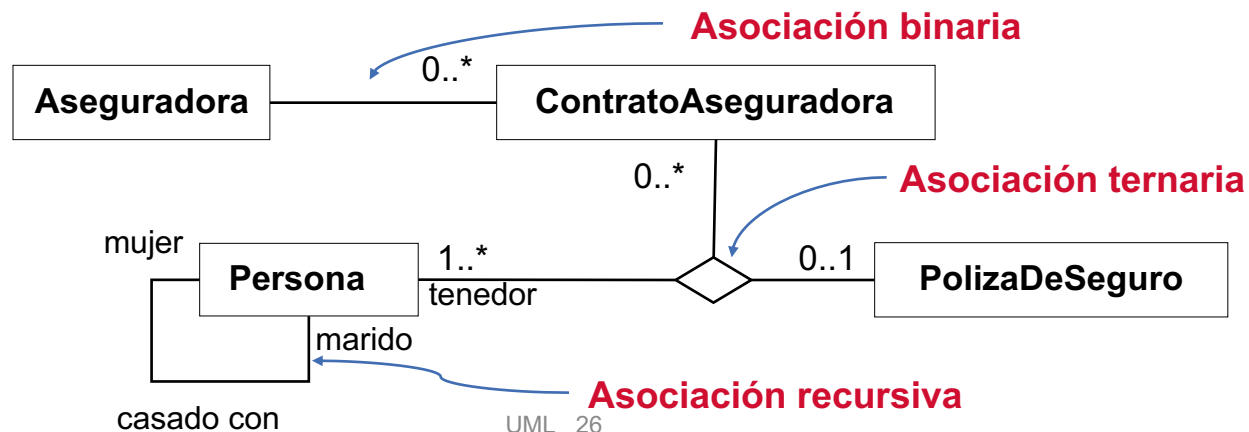 Asociación binaria
0..*
Aseguradora
ContratoAseguradora
0..*
Asociación ternaria
mujer
Persona
1..*
tenedor
0..1
PolizaDeSeguro
marido
Asociación recursiva
casado con
UML 26